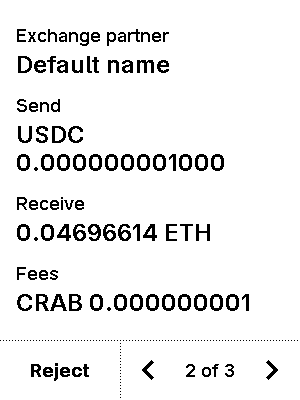 Exchange partner
Default name
Send
USDC
0.000000001000
Receive
0.04696614 ETH
Fees
CRAB 0.000000001
Reject
2 of 3